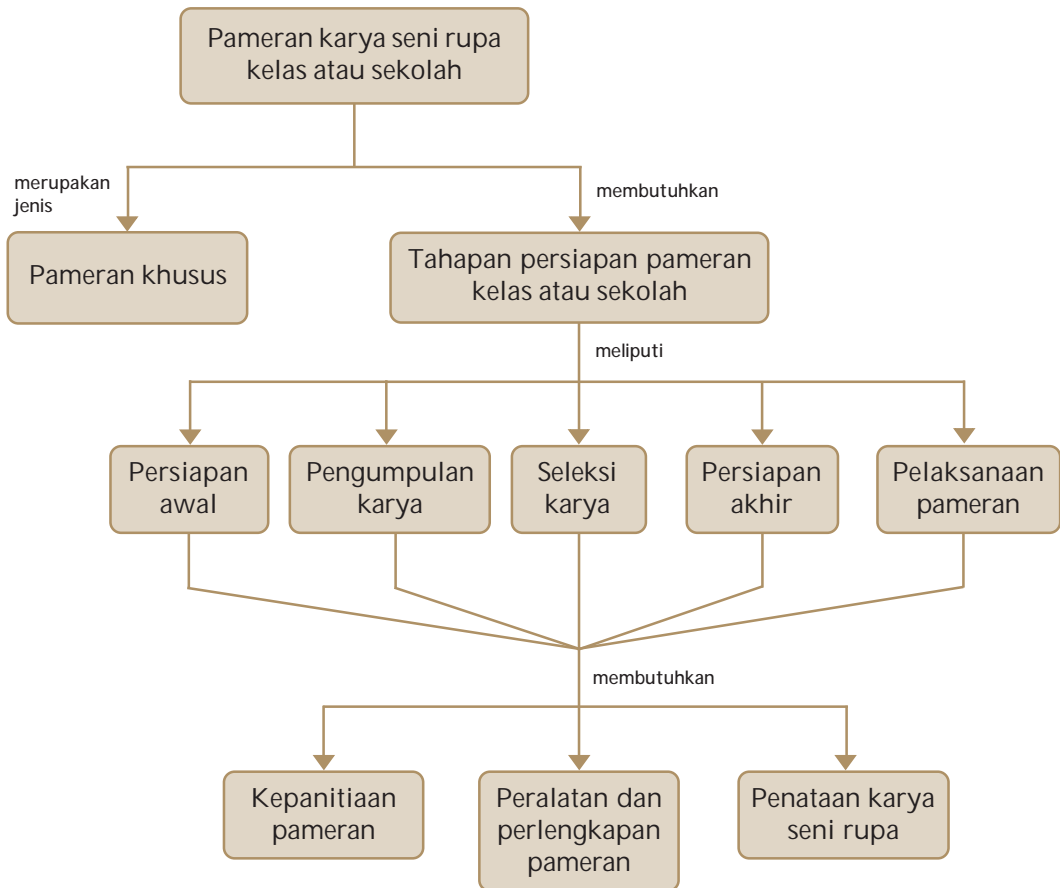 Pameran karya seni rupa
kelas atau sekolah
merupakan
jenis
membutuhkan
Pameran khusus
Tahapan persiapan pameran
kelas atau sekolah
meliputi
Persiapan
awal
Pengumpulan
karya
Seleksi
karya
Persiapan
akhir
Pelaksanaan
pameran
membutuhkan
Kepanitiaan
pameran
Peralatan dan
perlengkapan
pameran
Penataan karya
seni rupa